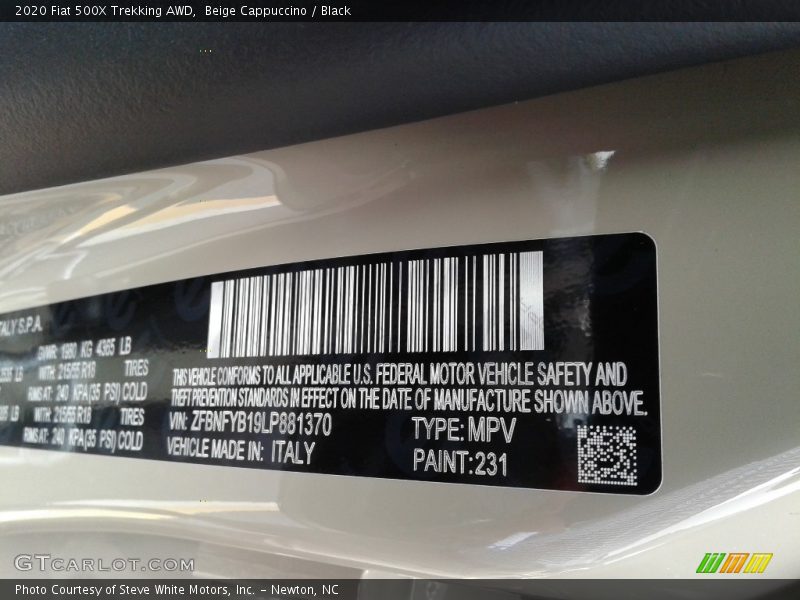 2020 Fiat 500X Trekking AWD, Beige Cappuccino / Black
ITALY S.P.A.
GVWR: 1980 KG 4365 LB
WITH: 215/55 R18 TIRES
RIMS AT: 240 KPA(35 PSI) COLD
WITH: 215/55 R18 TIRES
RIMS AT: 240 KPA(35 PSI) COLD
THIS VEHICLE CONFORMS TO ALL APPLICABLE U.S. FEDERAL MOTOR VEHICLE SAFETY AND
THEFT PREVENTION STANDARDS IN EFFECT ON THE DATE OF MANUFACTURE SHOWN ABOVE.
VIN: ZFBNFYB19LP881370 TYPE: MPV
VEHICLE MADE IN: ITALY PAINT:231
GTCARLOT.COM
Photo Courtesy of Steve White Motors, Inc. - Newton, NC